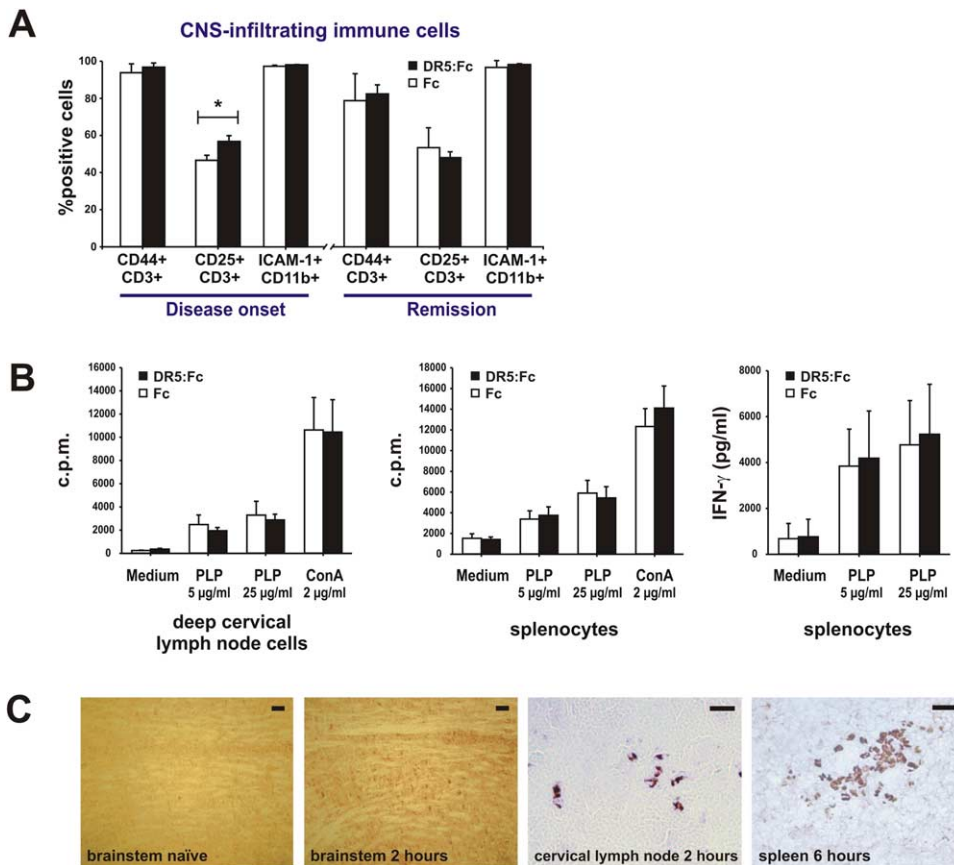 A
CNS-infiltrating immune cells
DR5:Fc
Fc
*
%positive cells
100
80
60
40
20
0
CD44+ CD25+ ICAM-1+ CD44+ CD25+ ICAM-1+
CD3+ CD3+ CD11b+ CD3+ CD3+ CD11b+
Disease onset Remission
B
DR5:Fc
Fc
c.p.m.
16000
14000
12000
10000
8000
6000
4000
2000
0
Medium PLP PLP ConA
5 µg/ml 25 µg/ml 2 µg/ml
deep cervical
lymph node cells
DR5:Fc
Fc
c.p.m.
18000
16000
14000
12000
10000
8000
6000
4000
2000
0
Medium PLP PLP ConA
5 µg/ml 25 µg/ml 2 µg/ml
splenocytes
DR5:Fc
Fc
IFN-γ (pg/ml)
8000
6000
4000
2000
0
Medium PLP PLP
5 µg/ml 25 µg/ml
splenocytes
C
brainstem naïve
brainstem 2 hours
cervical lymph node 2 hours
spleen 6 hours